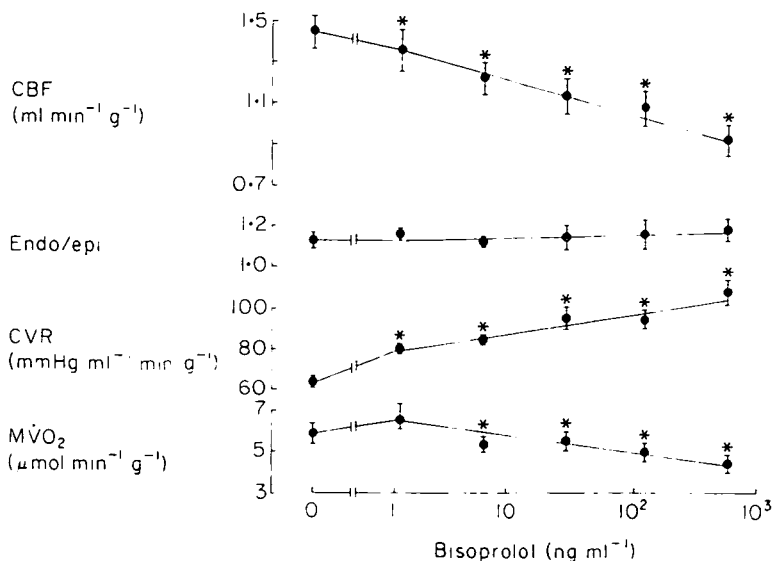 1·5
* * * * *
CBF
(ml min⁻¹ g⁻¹)
1·1
0·7
Endo/epi
1·2
1·0
CVR
(mmHg ml⁻¹ min g⁻¹)
100
80
60
* * * * *
MV̇O₂
(μmol min⁻¹ g⁻¹)
7
5
3
* * * *
0 1 10 10² 10³
Bisoprolol (ng ml⁻¹)